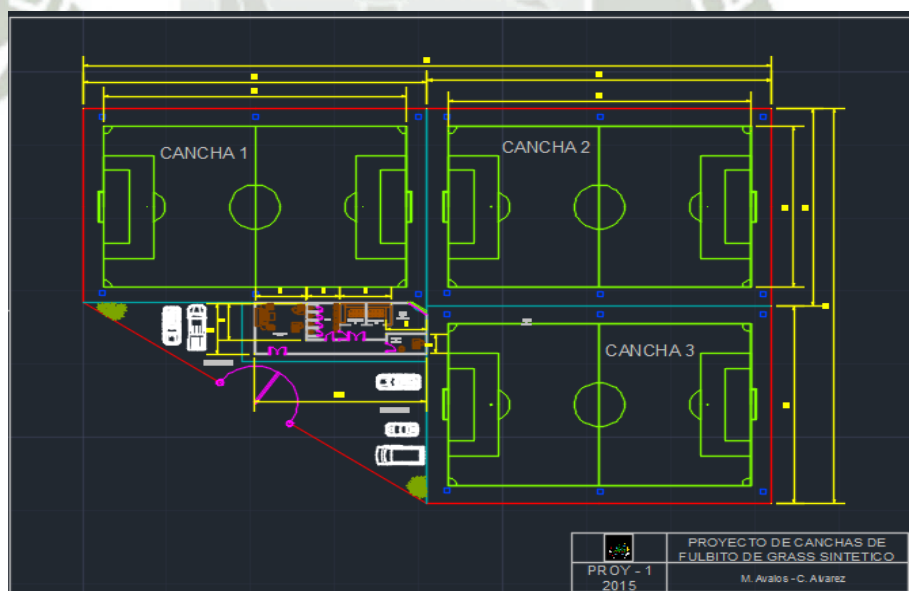 CANCHA 1
CANCHA 2
CANCHA 3
PROYECTO DE CANCHAS DE
FULBITO DE GRASS SINTETICO
PROY - 1
2015
M. Avalos - C. Alvarez